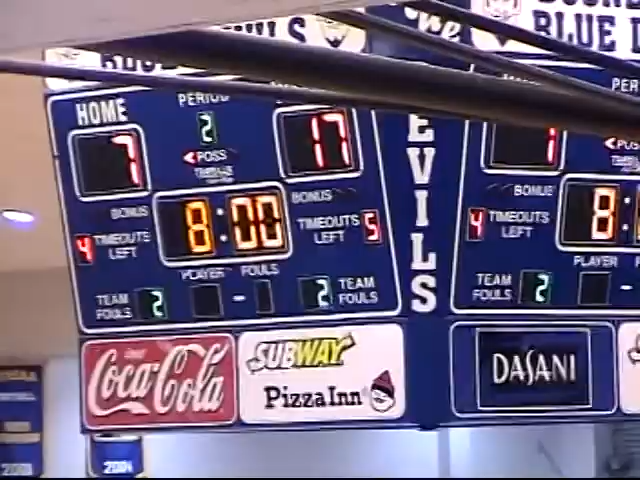 BLUE
HOME
PERIOD
7
2
17
POSS
BONUS
BONUS
8:00
4
TIMEOUTS
LEFT
TIMEOUTS
LEFT
5
PLAYER FOULS
TEAM
FOULS
2
-
2
TEAM
FOULS
Coca-Cola
SUBWAY
Pizza Inn
EVILS
POSS
BONUS
4
TIMEOUTS
LEFT
8:
PLAYER
TEAM
FOULS
2
-
DASANI